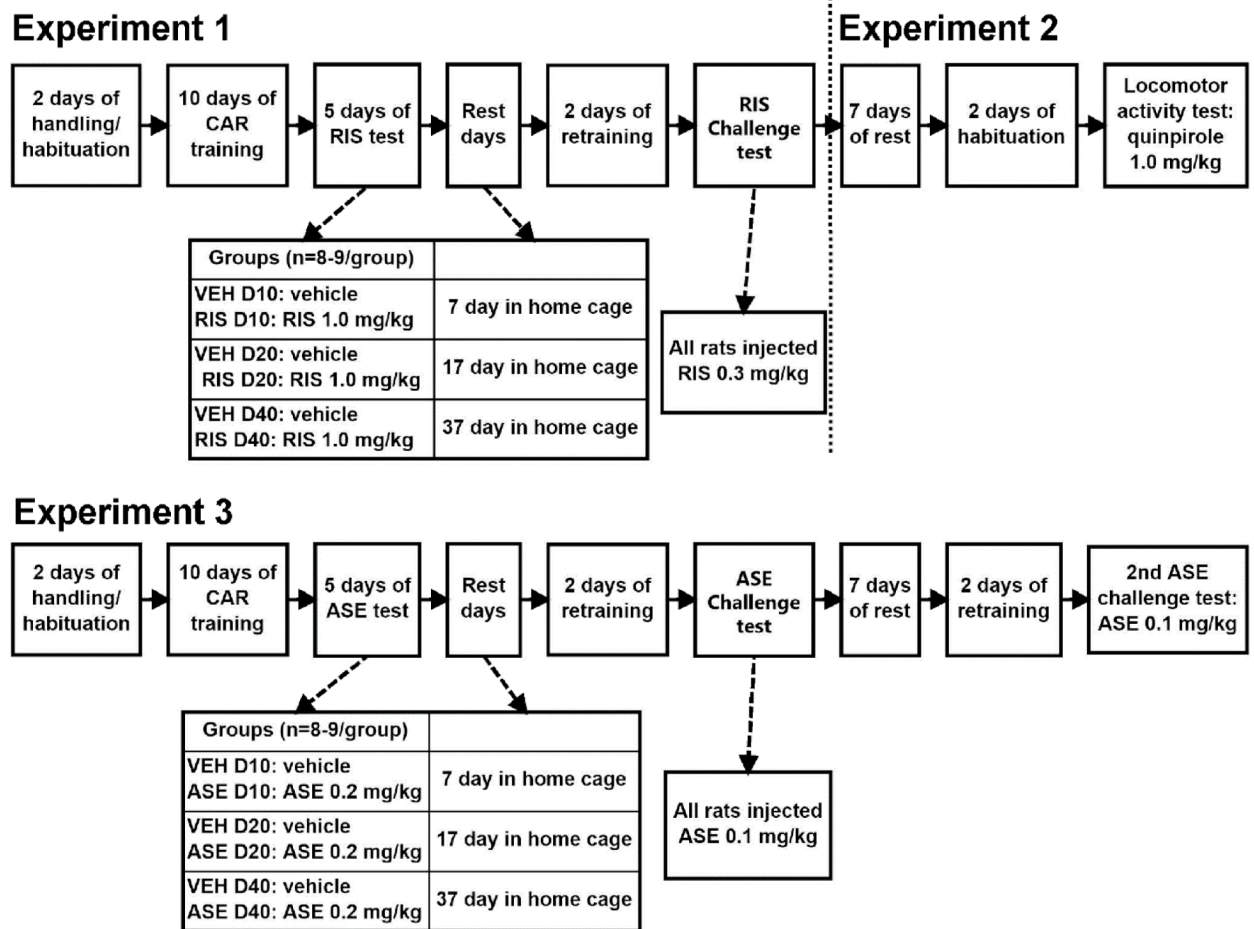 Experiment 1
Experiment 2
2 days of
handling/
habituation
10 days of
CAR
training
5 days of
RIS test
Rest
days
2 days of
retraining
RIS
Challenge
test
7 days
of rest
2 days of
habituation
Locomotor
activity test:
quinpirole
1.0 mg/kg
Groups (n=8-9/group)
VEH D10: vehicle
RIS D10: RIS 1.0 mg/kg
7 day in home cage
VEH D20: vehicle
RIS D20: RIS 1.0 mg/kg
17 day in home cage
VEH D40: vehicle
RIS D40: RIS 1.0 mg/kg
37 day in home cage
All rats injected
RIS 0.3 mg/kg
Experiment 3
2 days of
handling/
habituation
10 days of
CAR
training
5 days of
ASE test
Rest
days
2 days of
retraining
ASE
Challenge
test
7 days
of rest
2 days of
retraining
2nd ASE
challenge test:
ASE 0.1 mg/kg
Groups (n=8-9/group)
VEH D10: vehicle
ASE D10: ASE 0.2 mg/kg
7 day in home cage
VEH D20: vehicle
ASE D20: ASE 0.2 mg/kg
17 day in home cage
VEH D40: vehicle
ASE D40: ASE 0.2 mg/kg
37 day in home cage
All rats injected
ASE 0.1 mg/kg